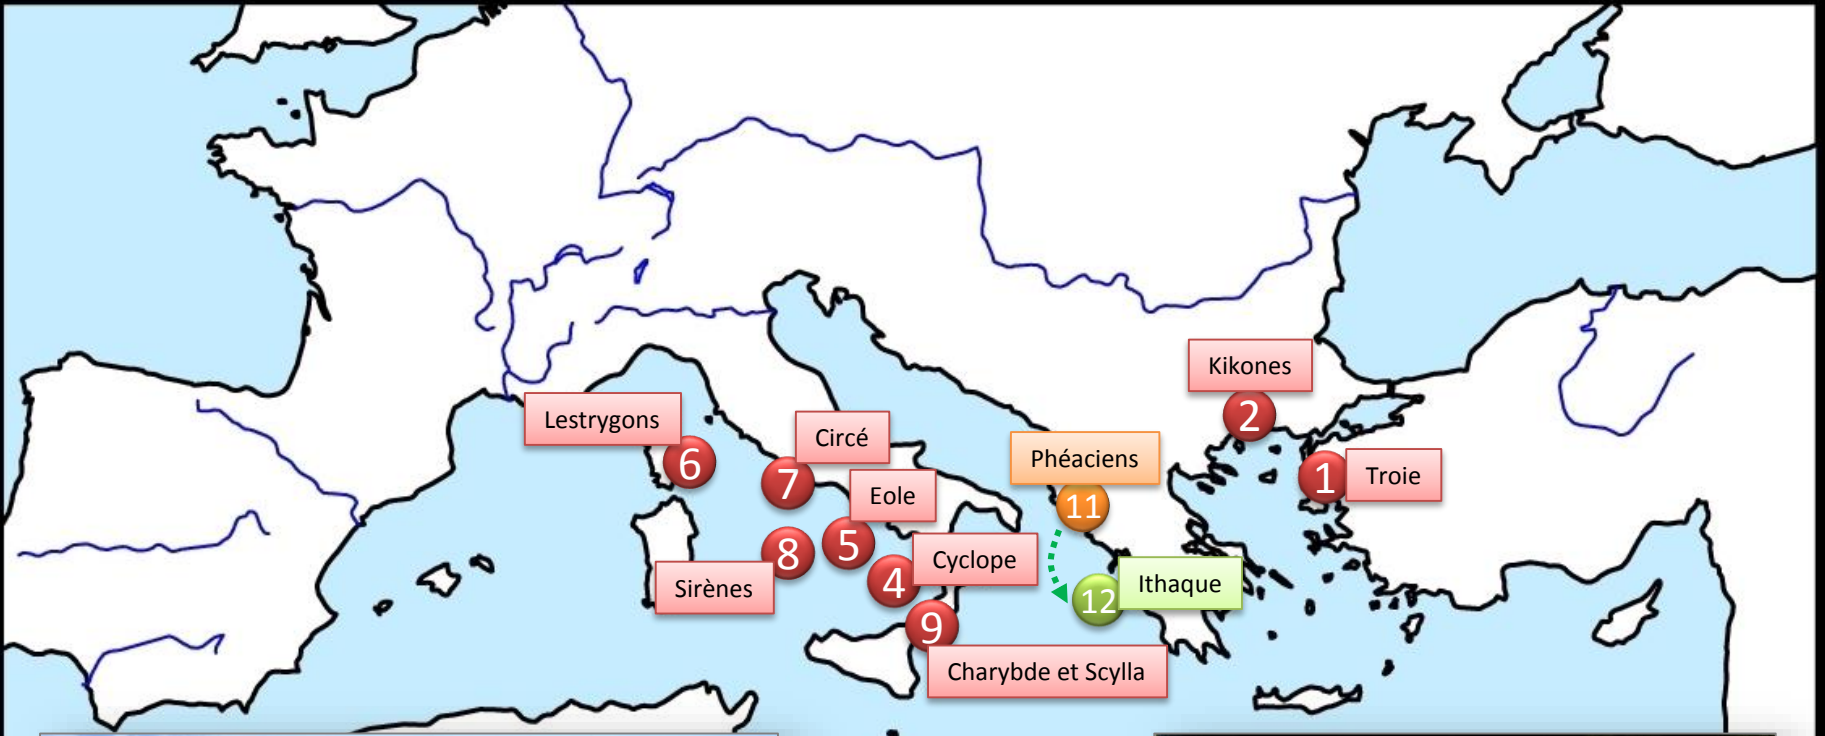 Kikones
2
Lestrygons
6
Circé
7
Phéaciens
11
1
Troie
Eole
5
8
Sirènes
Cyclope
4
Ithaque
12
9
Charybde et Scylla